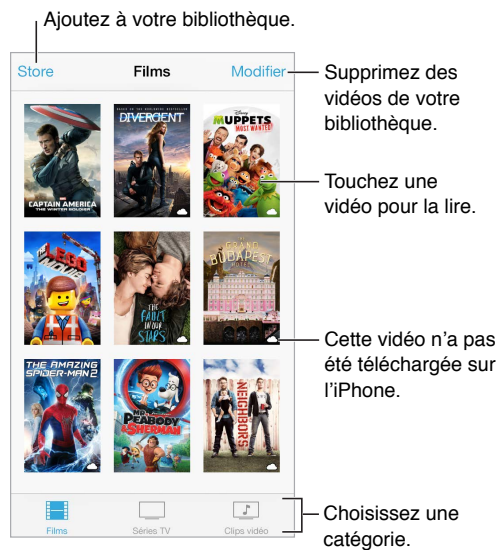 Ajoutez à votre bibliothèque.
Store
Films
Modifier
Supprimez des
vidéos de votre
bibliothèque.
CAPTAIN AMERICA
THE WINTER SOLDIER
DIVERGENT
Disney
MUPPETS
MOST WANTED
Touchez une
vidéo pour la lire.
THE LEGO
MOVIE
THE
FAULT
IN OUR
STARS
THE
GRAND
BUDAPEST
HOTEL
Cette vidéo n'a pas
été téléchargée sur
l'iPhone.
THE AMAZING
SPIDER-MAN 2
MR.
PEABODY
&SHERMAN
NEIGHBORS
Films
Séries TV
Clips vidéo
Choisissez une
catégorie.